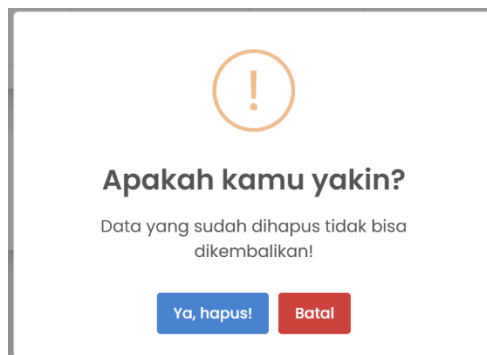 !
Apakah kamu yakin?
Data yang sudah dihapus tidak bisa
dikembalikan!
Ya, hapus!
Batal